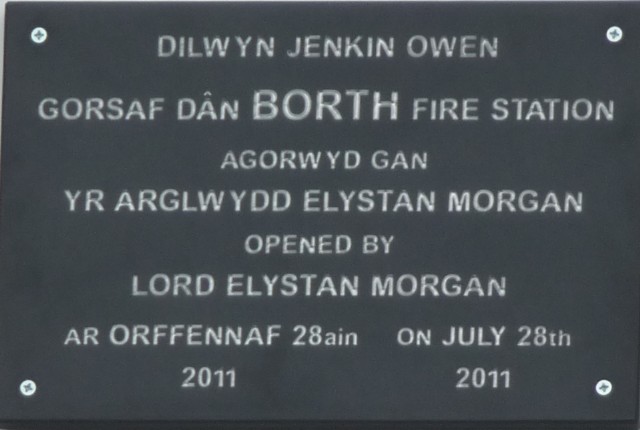 DILWYN JENKIN OWEN
GORSAF DÂN BORTH FIRE STATION
AGORWYD GAN
YR ARGLWYDD ELYSTAN MORGAN
OPENED BY
LORD ELYSTAN MORGAN
AR ORFFENNAF 28ain ON JULY 28th
2011 2011